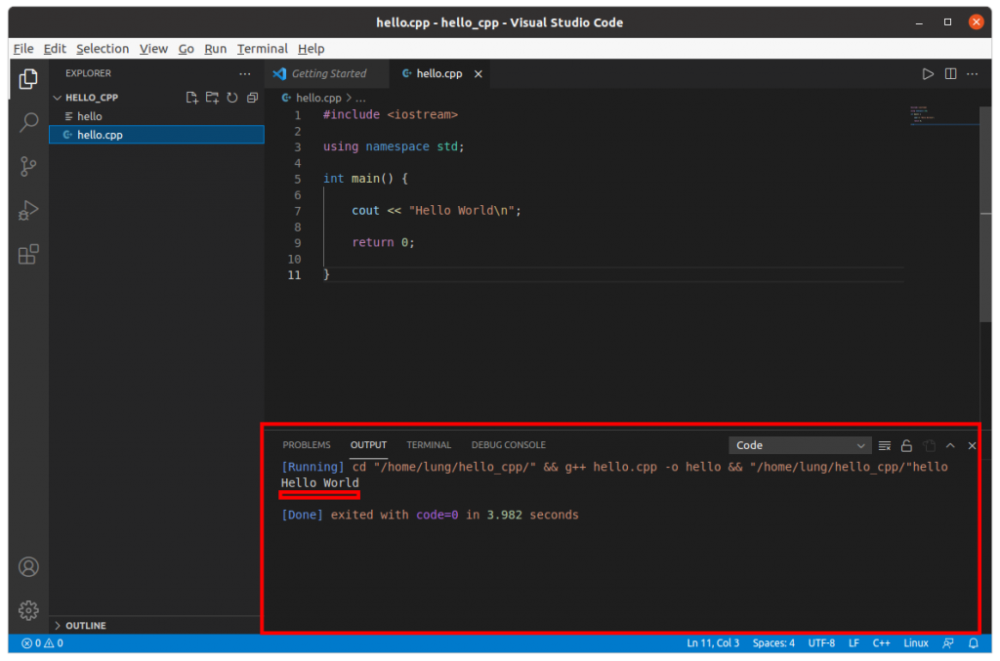 hello.cpp - hello_cpp - Visual Studio Code
File Edit Selection View Go Run Terminal Help
EXPLORER
HELLO_CPP
hello
hello.cpp
OUTLINE
Getting Started hello.cpp
hello.cpp > ...
1 #include <iostream>
2
3 using namespace std;
4
5 int main() {
6
7 cout << "Hello World\n";
8
9 return 0;
10
11 }
PROBLEMS OUTPUT TERMINAL DEBUG CONSOLE Code
[Running] cd "/home/lung/hello_cpp/" && g++ hello.cpp -o hello && "/home/lung/hello_cpp/"hello
Hello World
[Done] exited with code=0 in 3.982 seconds
0 0 Ln 11, Col 3 Spaces: 4 UTF-8 LF C++ Linux